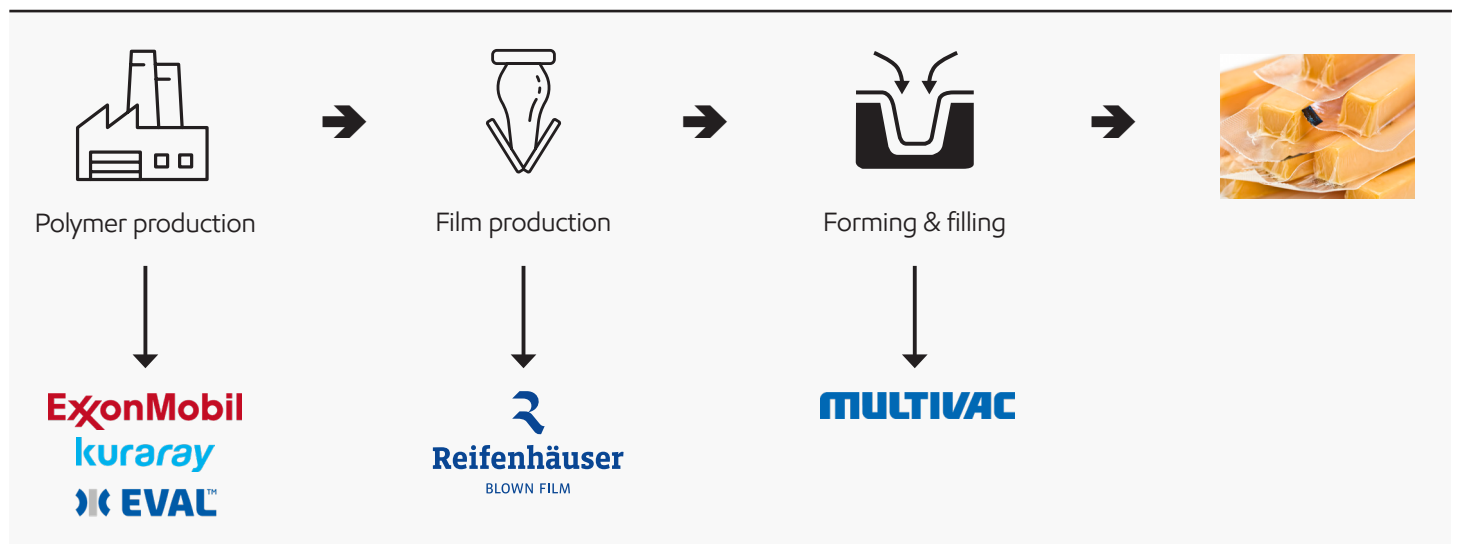 Polymer production
Film production
Forming & filling
ExxonMobil
kuraray
EVAL™
Reifenhäuser
BLOWN FILM
MULTIVAC